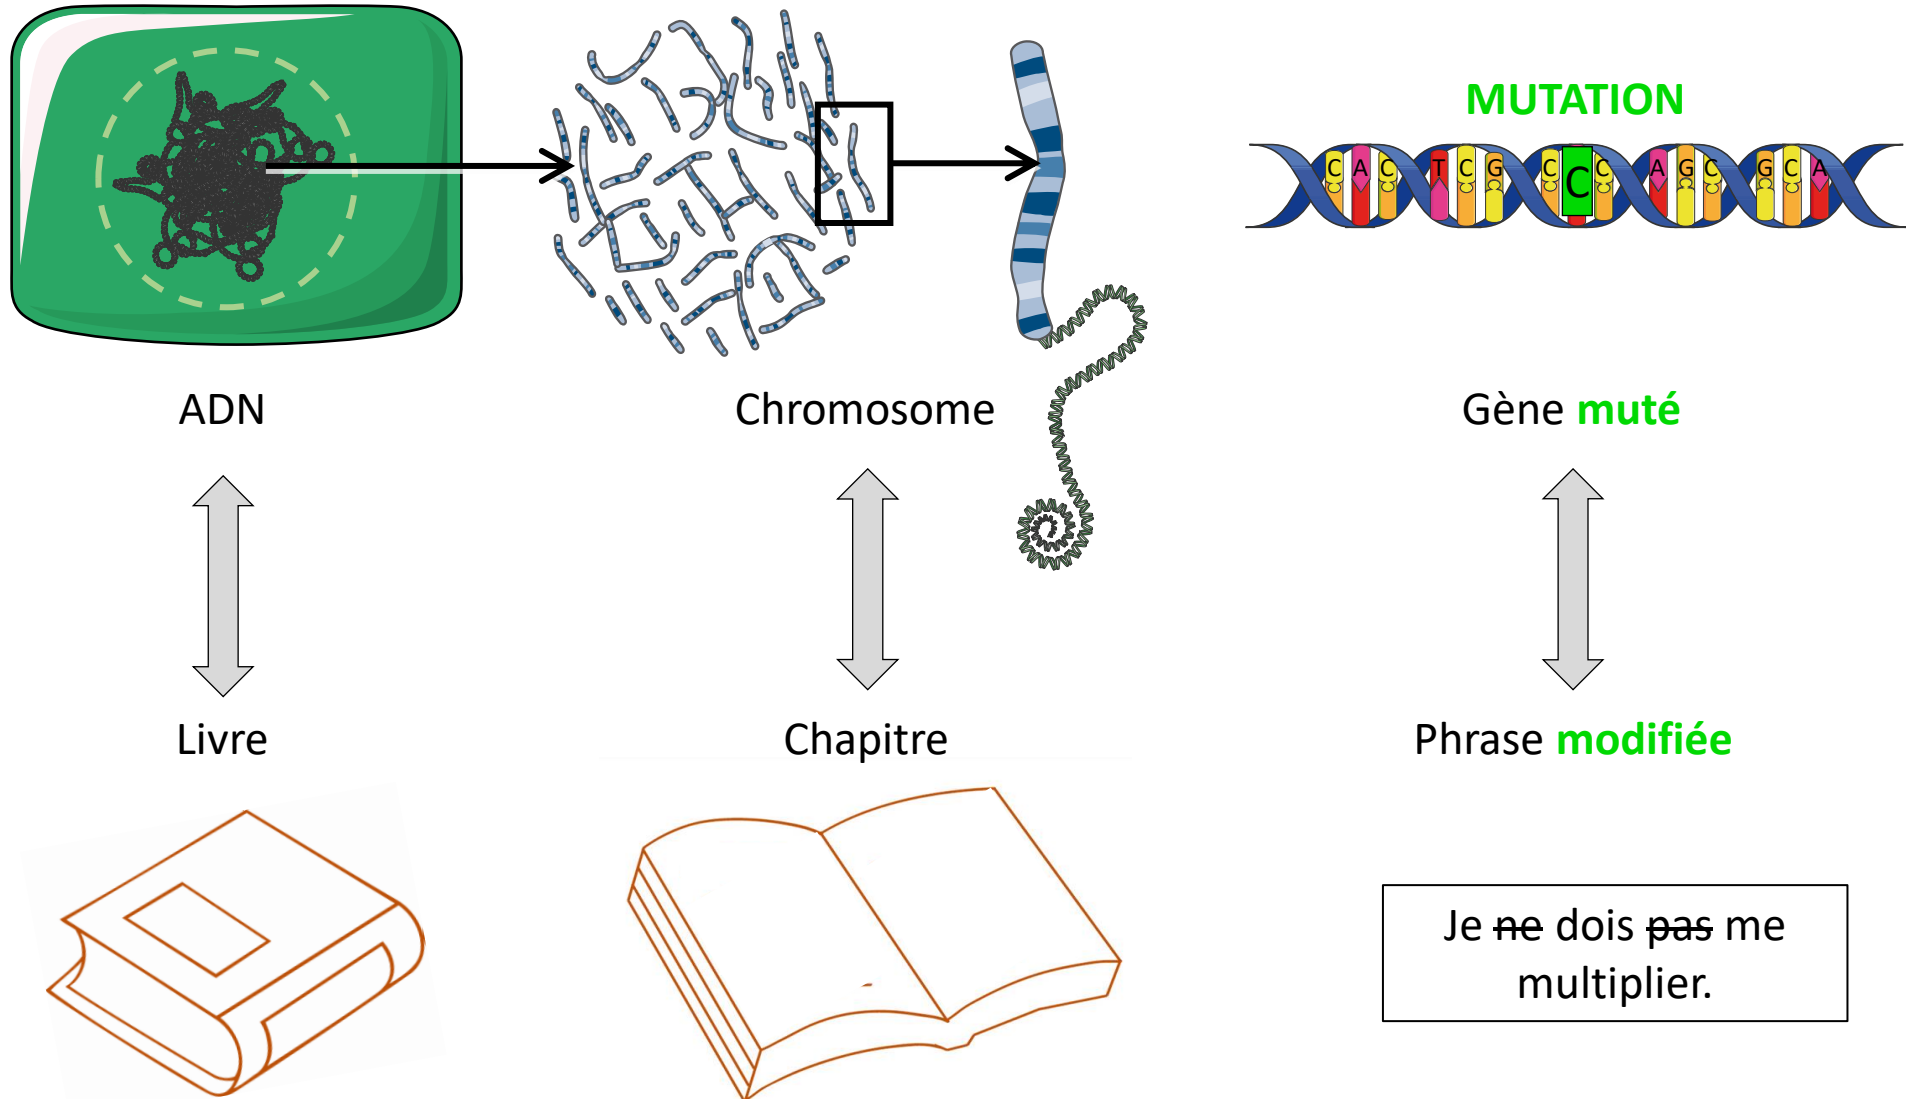 MUTATION
C A C T C G C C C A G C G C A
ADN
Chromosome
Gène muté
Livre
Chapitre
Phrase modifiée
Je ne dois pas me
multiplier.